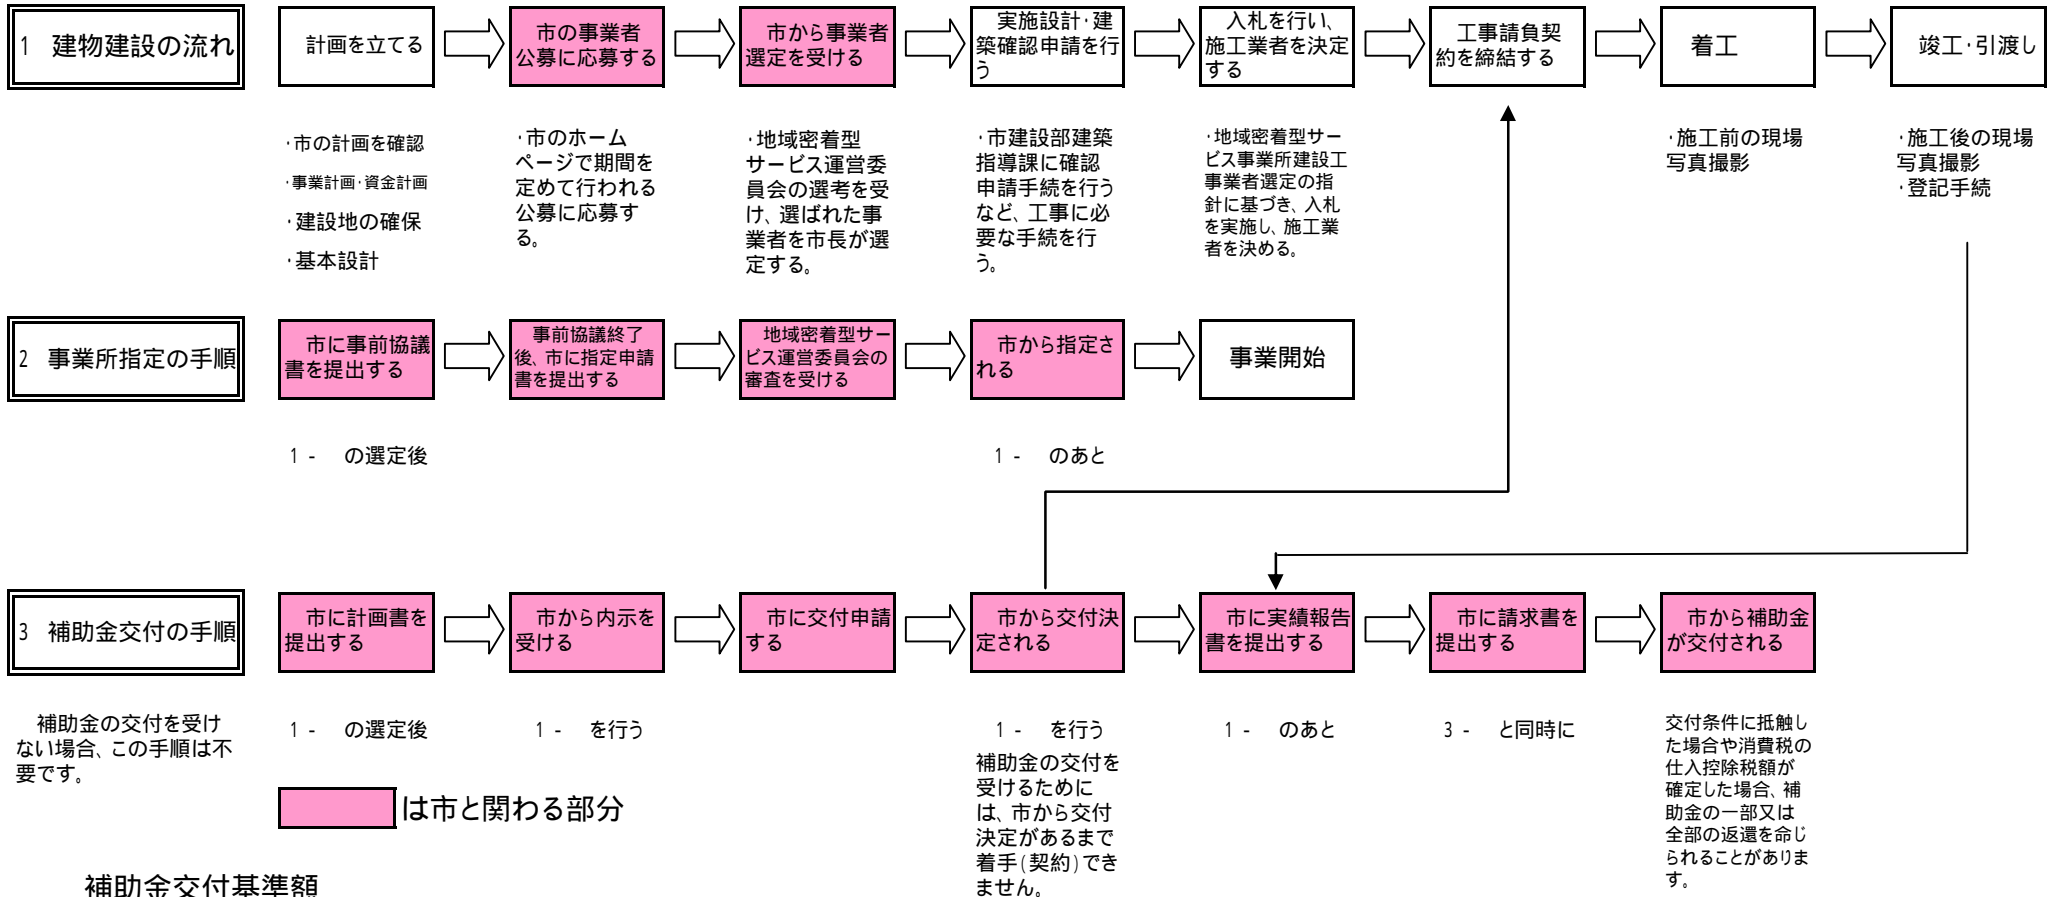 1 建物建設の流れ
計画を立てる
市の事業者
公募に応募する
市から事業者
選定を受ける
実施設計・建
築確認申請を行
う
入札を行い、
施工業者を決定
する
工事請負契
約を締結する
着工
竣工・引渡し
・市の計画を確認
・事業計画・資金計画
・建設地の確保
・基本設計
・市のホーム
ページで期間を
定めて行われる
公募に応募す
る。
・地域密着型
サービス運営委
員会の選考を受
け、選ばれた事
業者を市長が選
定する。
・市建設部建築
指導課に確認
申請手続を行う
など、工事に必
要な手続を行
う。
・地域密着型サー
ビス事業所建設工
事業者選定の指
針に基づき、入札
を実施し、施工業
者を決める。
・施工前の現場
写真撮影
・施工後の現場
写真撮影
・登記手続
2 事業所指定の手順
市に事前協議
書を提出する
事前協議終了
後、市に指定申請
書を提出する
地域密着型サー
ビス運営委員会の
審査を受ける
市から指定さ
れる
事業開始
1 - の選定後
1 - のあと
3 補助金交付の手順
市に計画書を
提出する
市から内示を
受ける
市に交付申請
する
市から交付決
定される
市に実績報告
書を提出する
市に請求書を
提出する
市から補助金
が交付される
補助金の交付を受け
ない場合、この手順は不
要です。
1 - の選定後
1 - を行う
1 - を行う
補助金の交付を
受けるために
は、市から交付
決定があるまで
着手(契約)でき
ません。
1 - のあと
3 - と同時に
交付条件に抵触し
た場合や消費税の
仕入控除税額が
確定した場合、補
助金の一部又は
全部の返還を命じ
られることがありま
す。
は市と関わる部分
補助金交付基準額